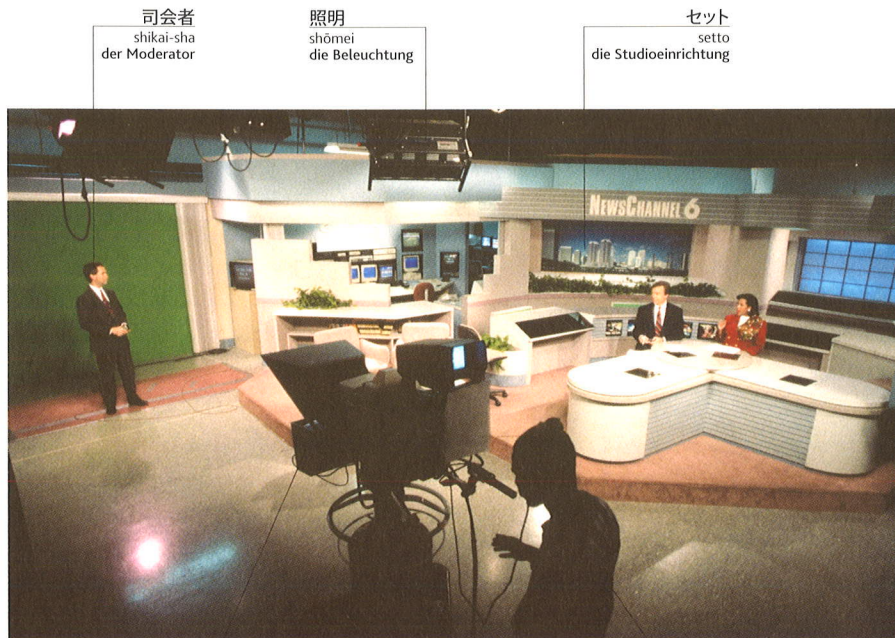 司会者
shikai-sha
der Moderator
照明
shōmei
die Beleuchtung
セット
setto
die Studioeinrichtung
NEWSCHANNEL 6